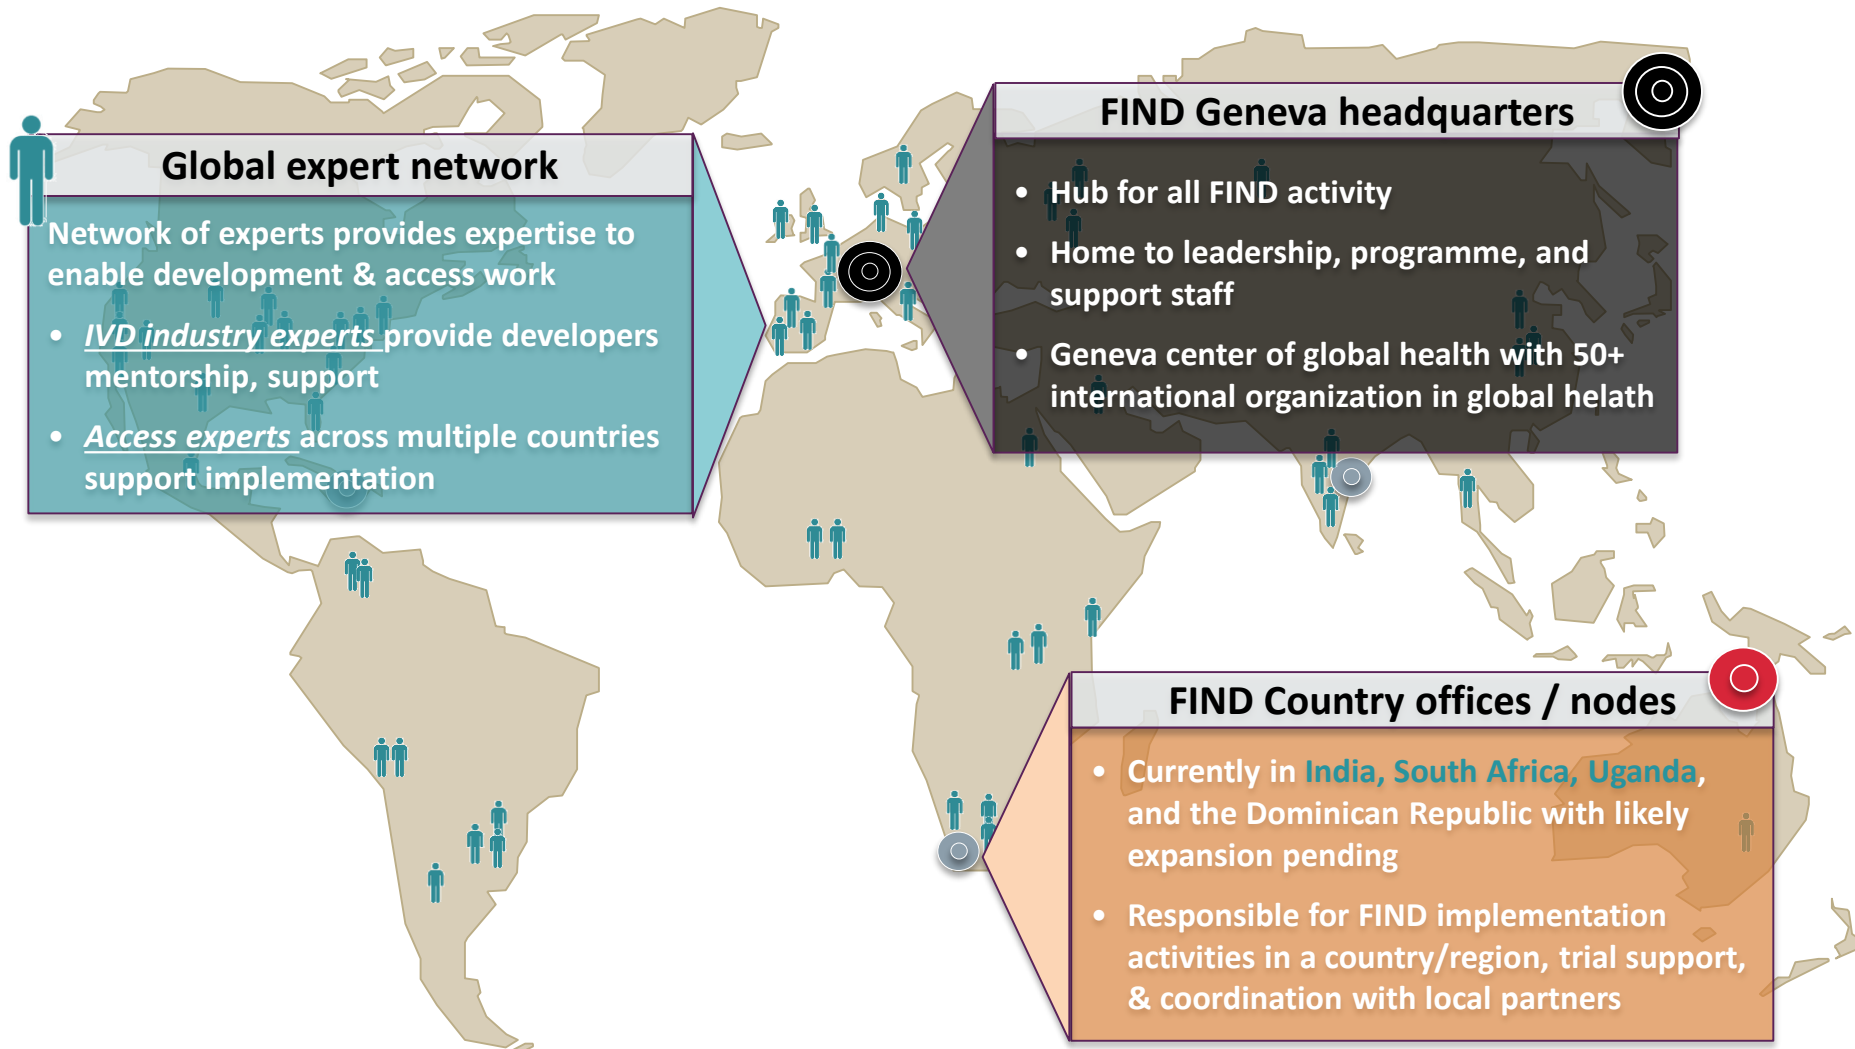 Global expert network
Network of experts provides expertise to
enable development & access work
• IVD industry experts provide developers
mentorship, support
• Access experts across multiple countries
support implementation
FIND Geneva headquarters
• Hub for all FIND activity
• Home to leadership, programme, and
support staff
• Geneva center of global health with 50+
international organization in global helath
FIND Country offices / nodes
• Currently in India, South Africa, Uganda,
and the Dominican Republic with likely
expansion pending
• Responsible for FIND implementation
activities in a country/region, trial support,
& coordination with local partners